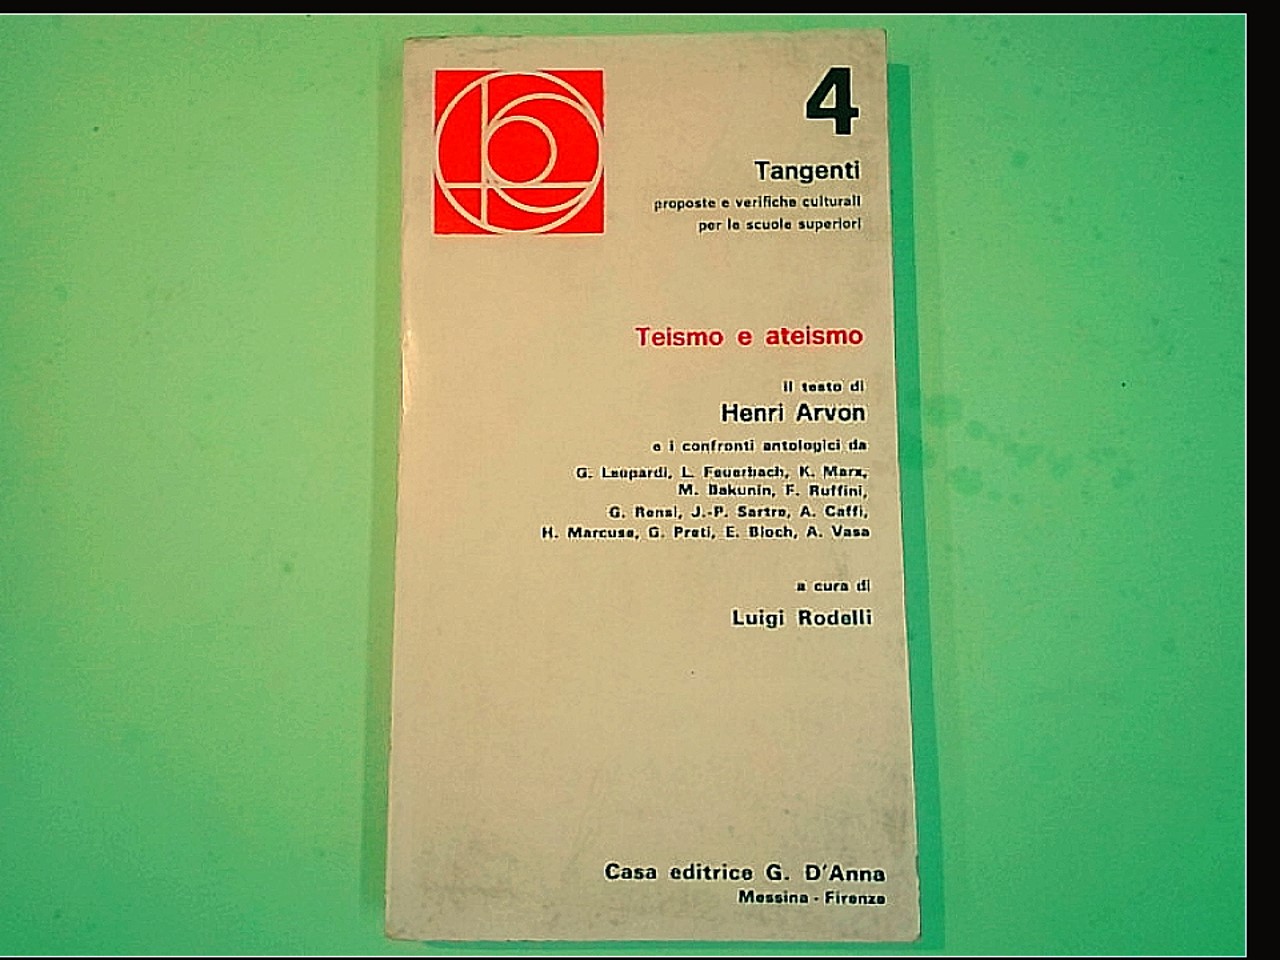 4
Tangenti
proposte e verifiche culturali
per le scuole superiori
Teismo e ateismo
il testo di
Henri Arvon
e i confronti antologici da
G. Leopardi, L. Feuerbach, K. Marx,
M. Bakunin, F. Ruffini,
G. Rensi, J.-P. Sartre, A. Caffi,
H. Marcuse, G. Preti, E. Bloch, A. Vasa
a cura di
Luigi Rodelli
Casa editrice G. D'Anna
Messina - Firenze